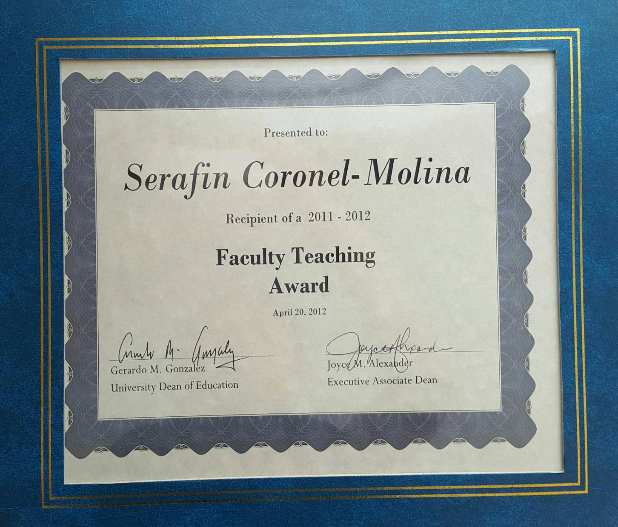 Presented to:
Serafin Coronel-Molina
Recipient of a 2011 - 2012
Faculty Teaching
Award
April 20, 2012
Gerardo M. Gonzalez
University Dean of Education
Joyce M. Alexander
Executive Associate Dean